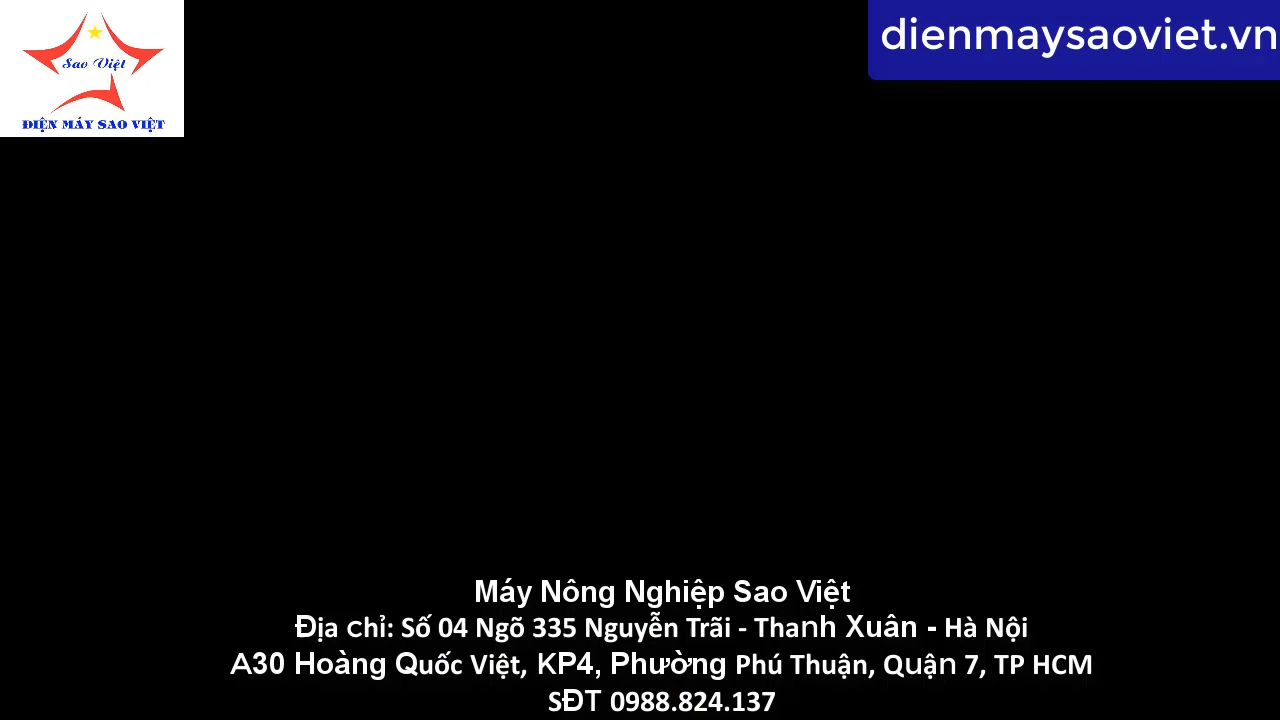 Sao Việt
ĐIỆN MÁY SAO VIỆT
dienmaysaoviet.vn
Máy Nông Nghiệp Sao Việt
Địa chỉ: Số 04 Ngõ 335 Nguyễn Trãi - Thanh Xuân - Hà Nội
A30 Hoàng Quốc Việt, KP4, Phường Phú Thuận, Quận 7, TP HCM
SĐT 0988.824.137